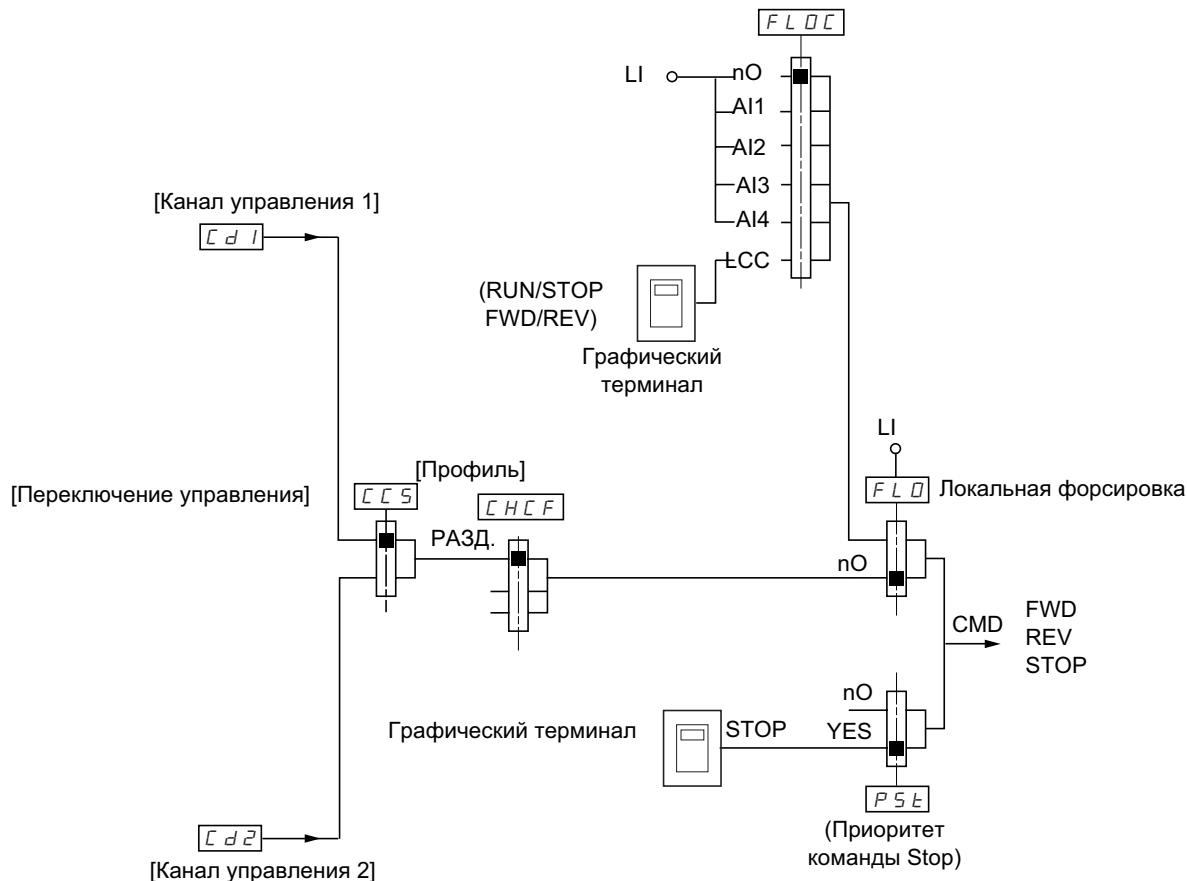 FLOC
LI
nO
AI1
AI2
AI3
AI4
LCC
(RUN/STOP
FWD/REV)
Графический
терминал
[Канал управления 1]
Cd1
LI
[Профиль]
[Переключение управления]
CCS
CHCF
FLO
Локальная форсировка
РАЗД.
nO
CMD
FWD
REV
STOP
nO
Графический терминал
STOP
YES
PSt
(Приоритет
команды Stop)
Cd2
[Канал управления 2]